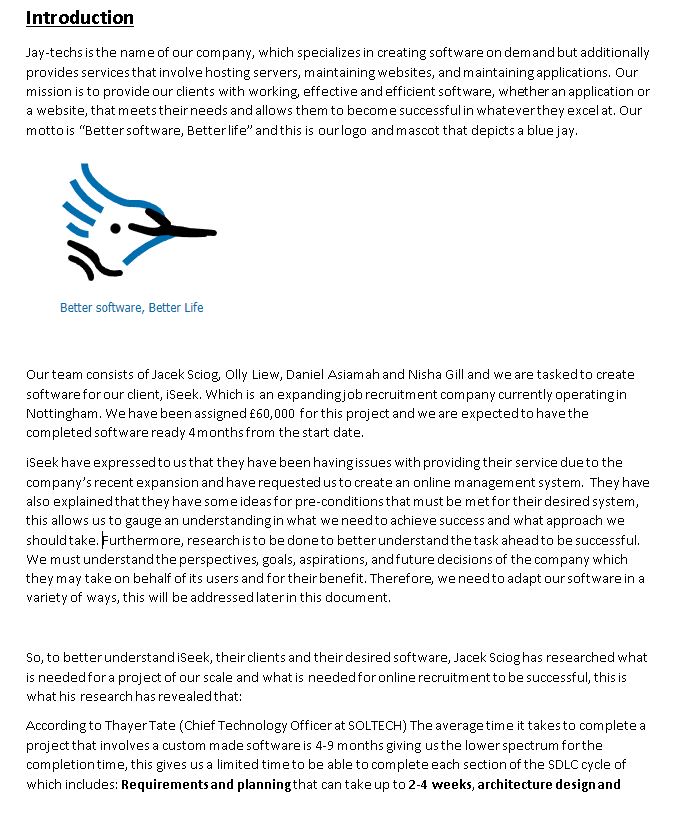 Introduction
Jay-techs is the name of our company, which specializes in creating software on demand but additionally
provides services that involve hosting servers, maintaining websites, and maintaining applications. Our
mission is to provide our clients with working, effective and efficient software, whether an application or
a website, that meets their needs and allows them to become successful in whatever they excel at. Our
motto is “Better software, Better life” and this is our logo and mascot that depicts a blue jay.
Better software, Better Life
Our team consists of Jacek Sciog, Olly Liew, Daniel Asiamah and Nisha Gill and we are tasked to create
software for our client, iSeek. Which is an expanding job recruitment company currently operating in
Nottingham. We have been assigned £60,000 for this project and we are expected to have the
completed software ready 4 months from the start date.
iSeek have expressed to us that they have been having issues with providing their service due to the
company’s recent expansion and have requested us to create an online management system. They have
also explained that they have some ideas for pre-conditions that must be met for their desired system,
this allows us to gauge an understanding in what we need to achieve success and what approach we
should take. Furthermore, research is to be done to better understand the task ahead to be successful.
We must understand the perspectives, goals, aspirations, and future decisions of the company which
they may take on behalf of its users and for their benefit. Therefore, we need to adapt our software in a
variety of ways, this will be addressed later in this document.
So, to better understand iSeek, their clients and their desired software, Jacek Sciog has researched what
is needed for a project of our scale and what is needed for online recruitment to be successful, this is
what his research has revealed that:
According to Thayer Tate (Chief Technology Officer at SOLTECH) The average time it takes to complete a
project that involves a custom made software is 4-9 months giving us the lower spectrum for the
completion time, this gives us a limited time to be able to complete each section of the SDLC cycle of
which includes: Requirements and planning that can take up to 2-4 weeks, architecture design and